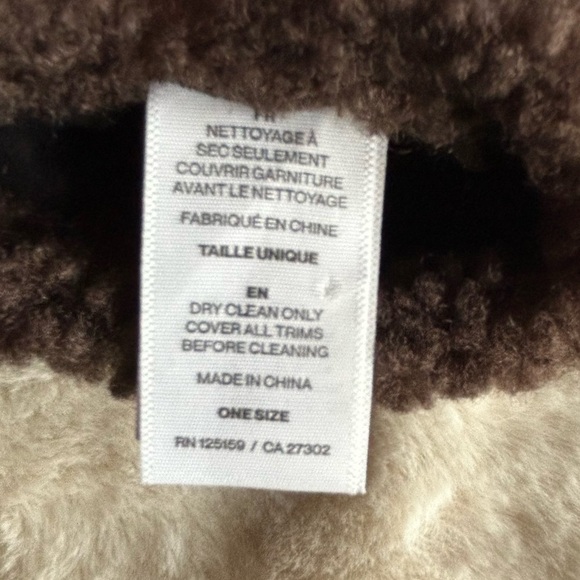 FR
NETTOYAGE À
SEC SEULEMENT
COUVRIR GARNITURE
AVANT LE NETTOYAGE
FABRIQUÉ EN CHINE
TAILLE UNIQUE
EN
DRY CLEAN ONLY
COVER ALL TRIMS
BEFORE CLEANING
MADE IN CHINA
ONE SIZE
RN 125159 / CA 27302